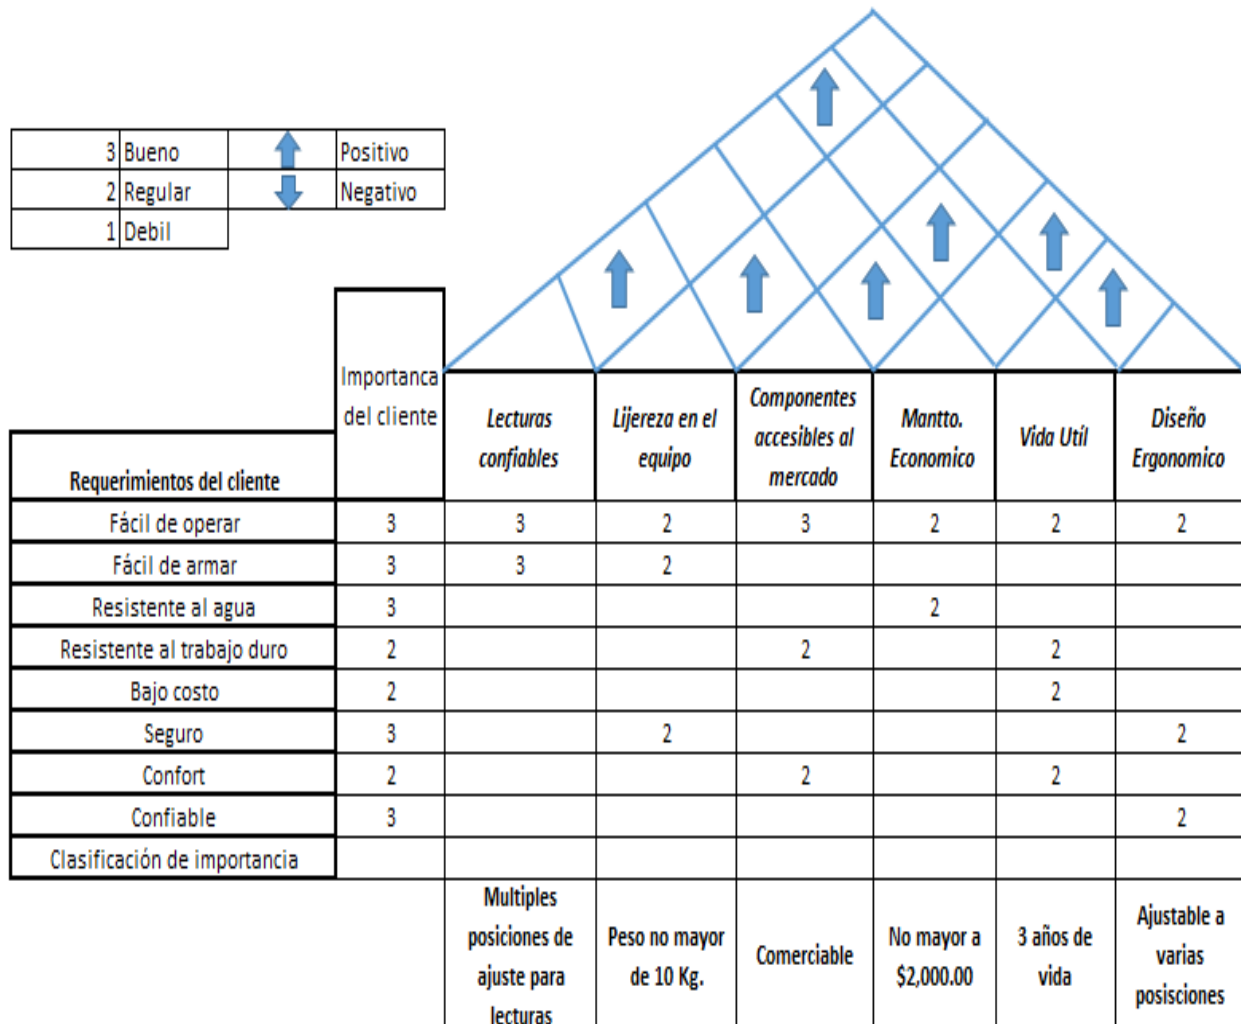 3 Bueno Positivo
2 Regular Negativo
1 Debil
Importanca
del cliente
Requerimientos del cliente
Lecturas
confiables
Lijereza en el
equipo
Componentes
accesibles al
mercado
Mantto.
Economico
Vida Utíl
Diseño
Ergonomico
Fácil de operar 3 3 2 3 2 2 2
Fácil de armar 3 3 2
Resistente al agua 3 2
Resistente al trabajo duro 2 2 2
Bajo costo 2 2
Seguro 3 2 2
Confort 2 2 2
Confiable 3 2
Clasificación de importancia
Multiples
posiciones de
ajuste para
lecturas
Peso no mayor
de 10 Kg.
Comerciable
No mayor a
$2,000.00
3 años de
vida
Ajustable a
varias
posisciones